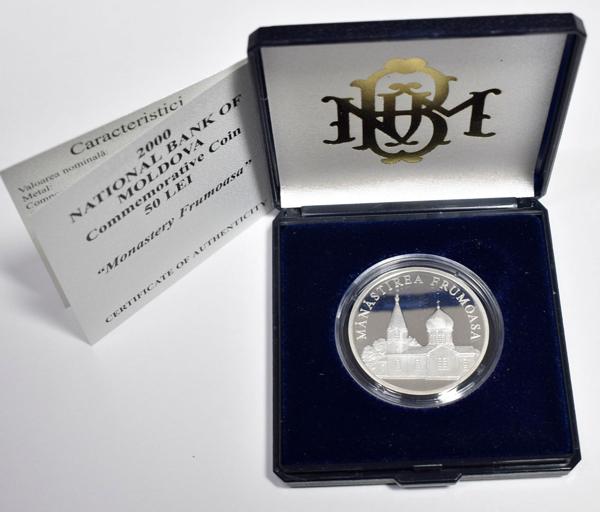 Caracteristici
Valoarea nominală
Metal
2000
NATIONAL BANK OF
MOLDOVA
Commemorative Coin
50 LEI
"Monastery Frumoasa"
CERTIFICATE OF AUTHENTICITY
BNM
MĂNĂSTIREA FRUMOASA